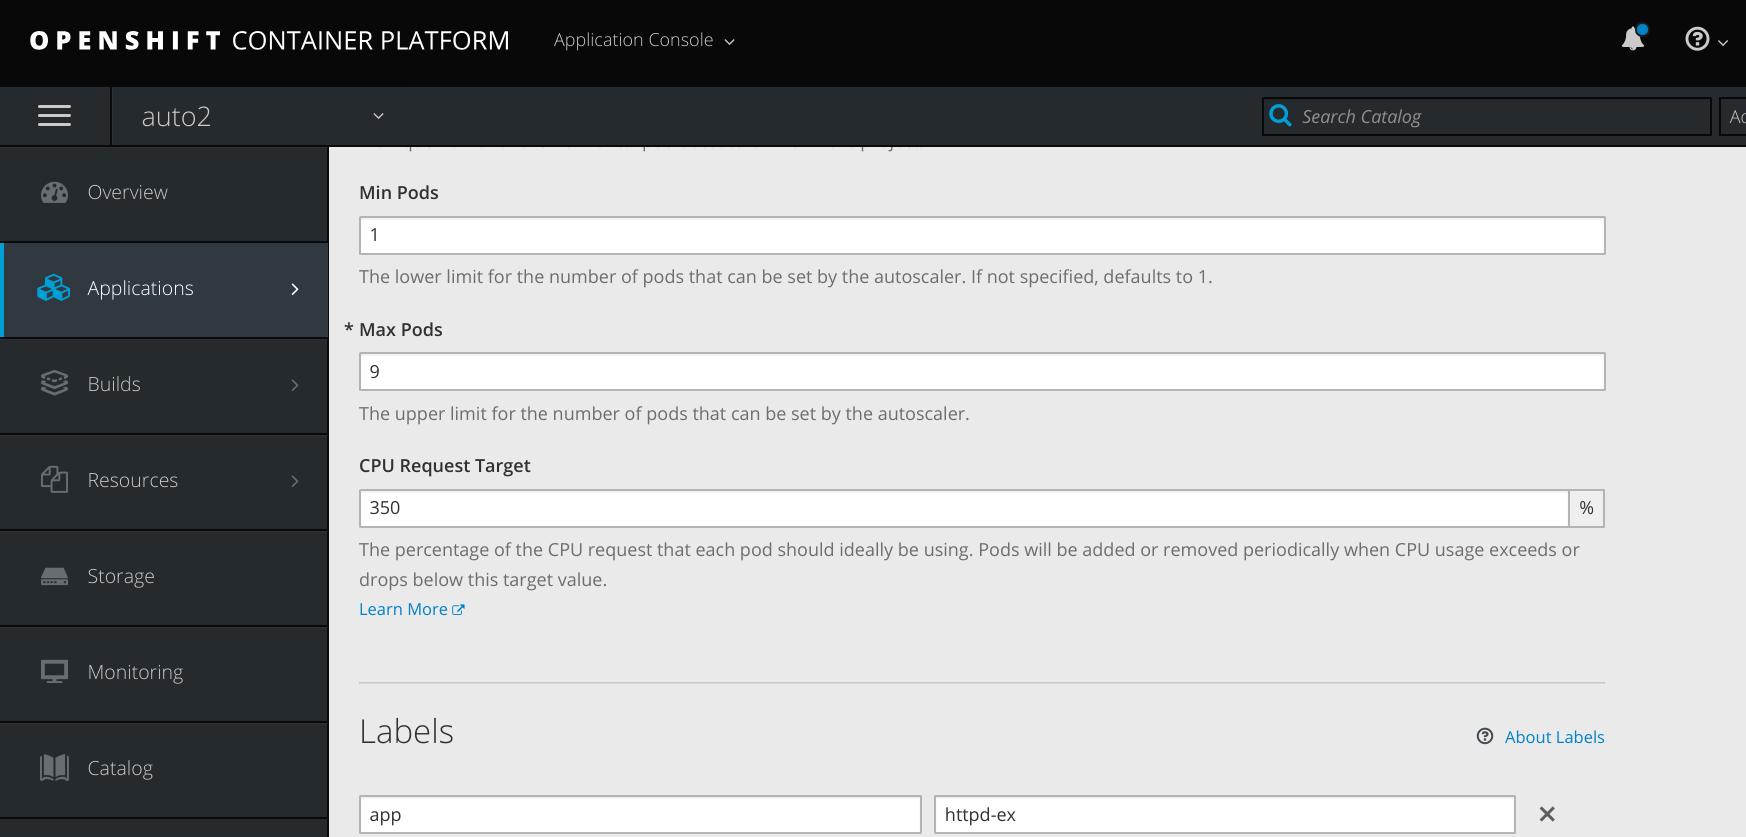 OPENSHIFT CONTAINER PLATFORM
Application Console
auto2
Search Catalog
Overview
Applications
Builds
Resources
Storage
Monitoring
Catalog
Min Pods
1
The lower limit for the number of pods that can be set by the autoscaler. If not specified, defaults to 1.
* Max Pods
9
The upper limit for the number of pods that can be set by the autoscaler.
CPU Request Target
350
%
The percentage of the CPU request that each pod should ideally be using. Pods will be added or removed periodically when CPU usage exceeds or
drops below this target value.
Learn More
Labels
About Labels
app
httpd-ex